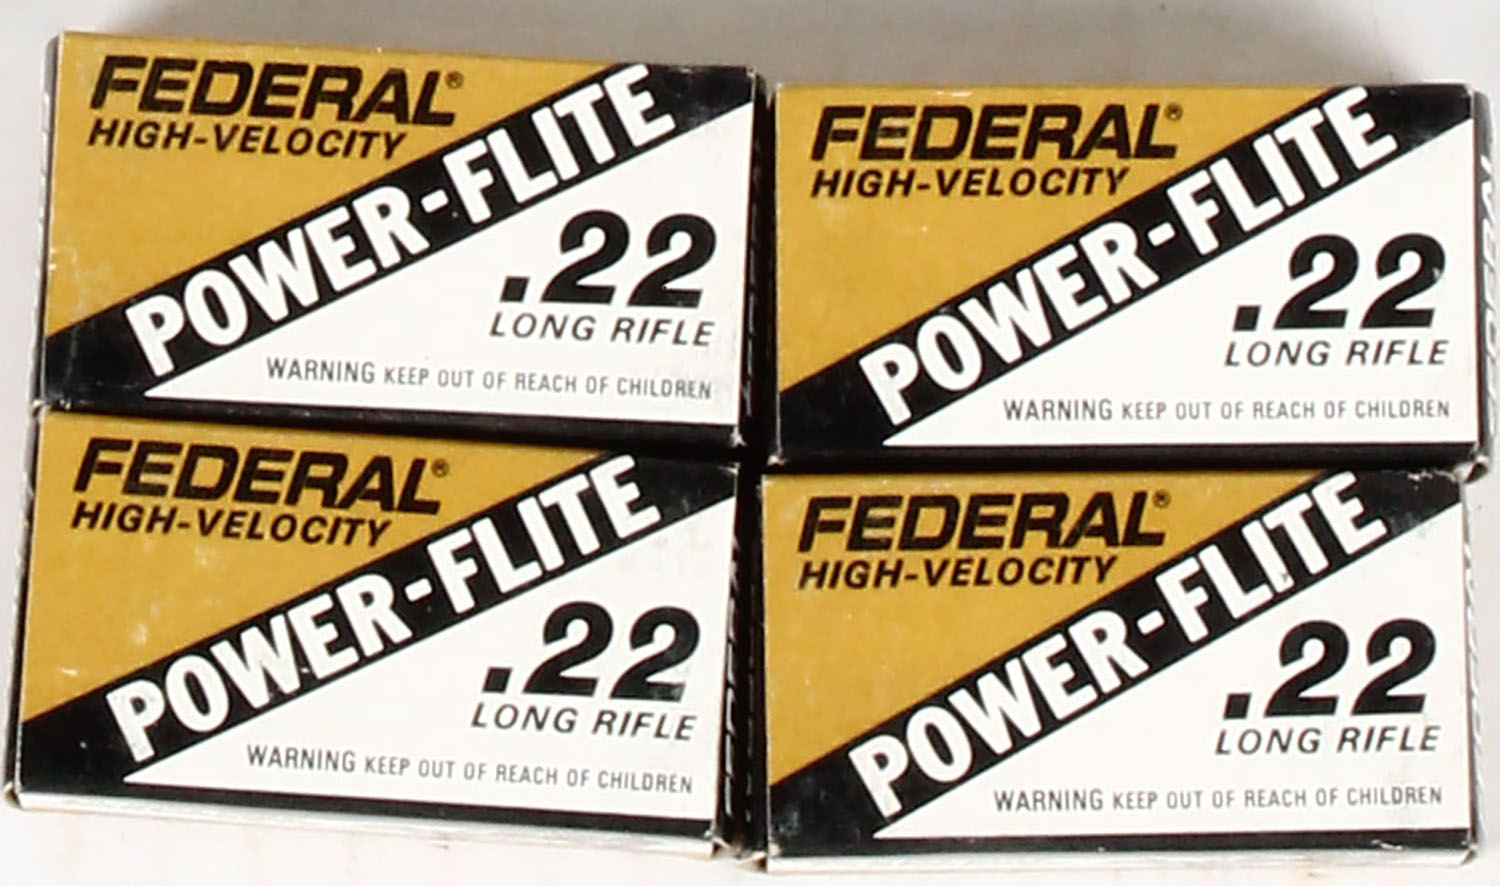 FEDERAL®
HIGH-VELOCITY
POWER-FLITE
.22
LONG RIFLE
WARNING KEEP OUT OF REACH OF CHILDREN
FEDERAL®
HIGH-VELOCITY
POWER-FLITE
.22
LONG RIFLE
WARNING KEEP OUT OF REACH OF CHILDREN
FEDERAL®
HIGH-VELOCITY
POWER-FLITE
.22
LONG RIFLE
WARNING KEEP OUT OF REACH OF CHILDREN
FEDERAL®
HIGH-VELOCITY
POWER-FLITE
.22
LONG RIFLE
WARNING KEEP OUT OF REACH OF CHILDREN